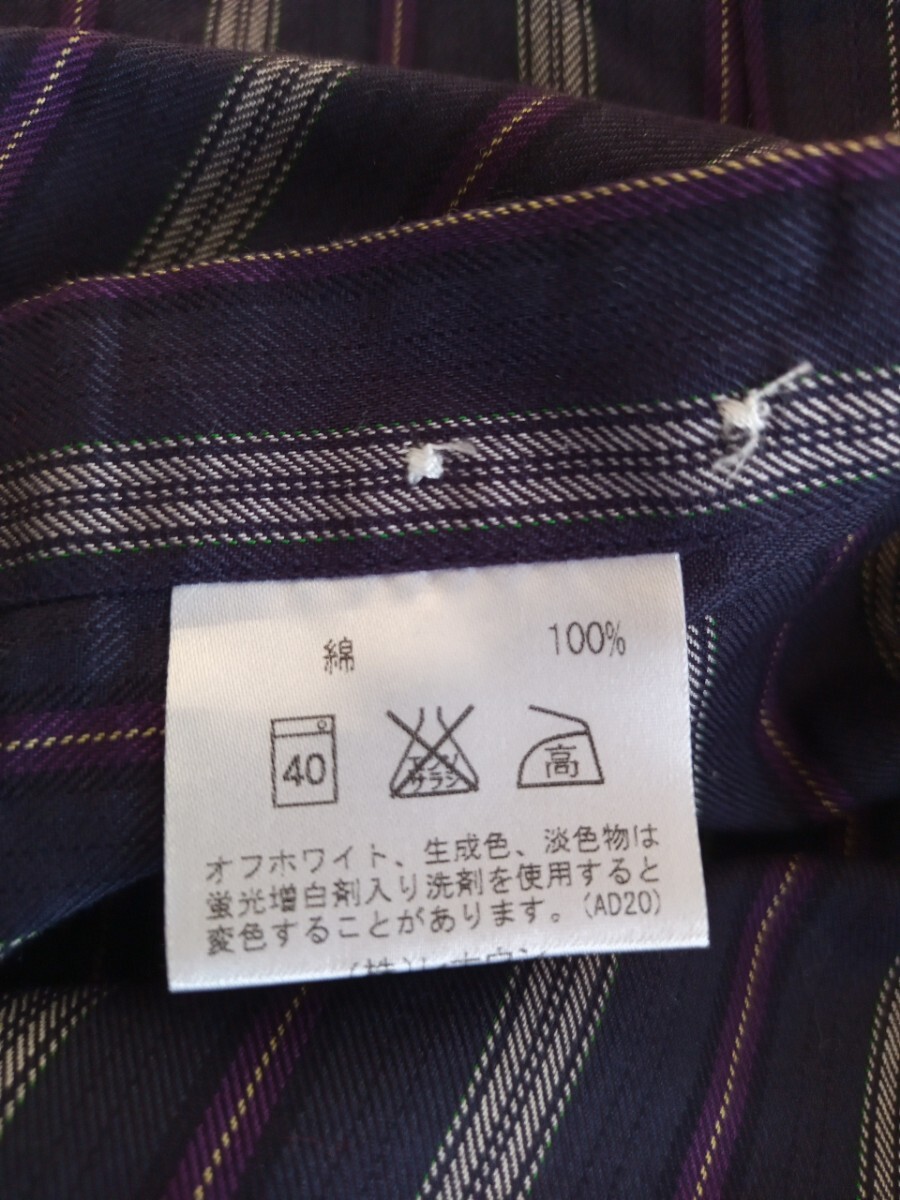 綿 100%
40 エンソ サラシ 高
オフホワイト、生成色、淡色物は
蛍光増白剤入り洗剤を使用すると
変色することがあります。(AD20)